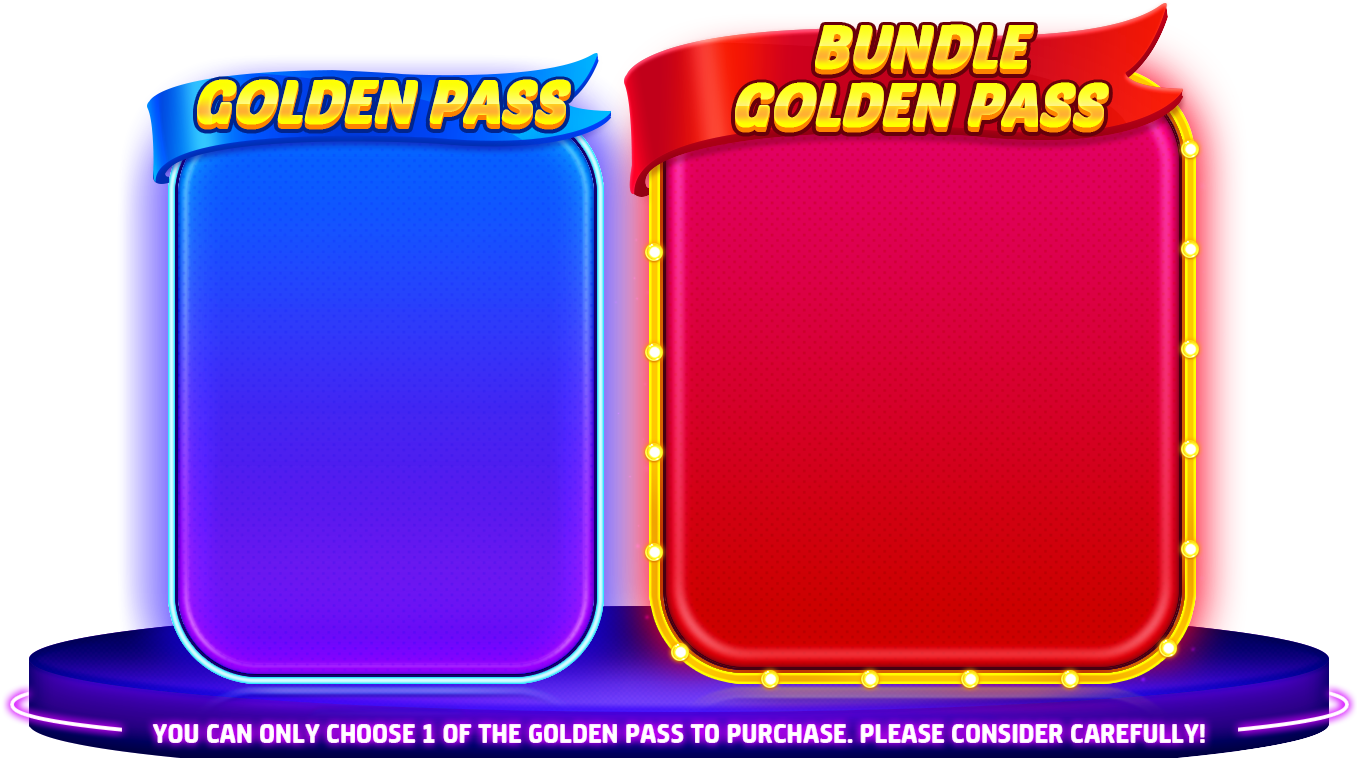 GOLDEN PASS
BUNDLE
GOLDEN PASS
YOU CAN ONLY CHOOSE 1 OF THE GOLDEN PASS TO PURCHASE. PLEASE CONSIDER CAREFULLY!